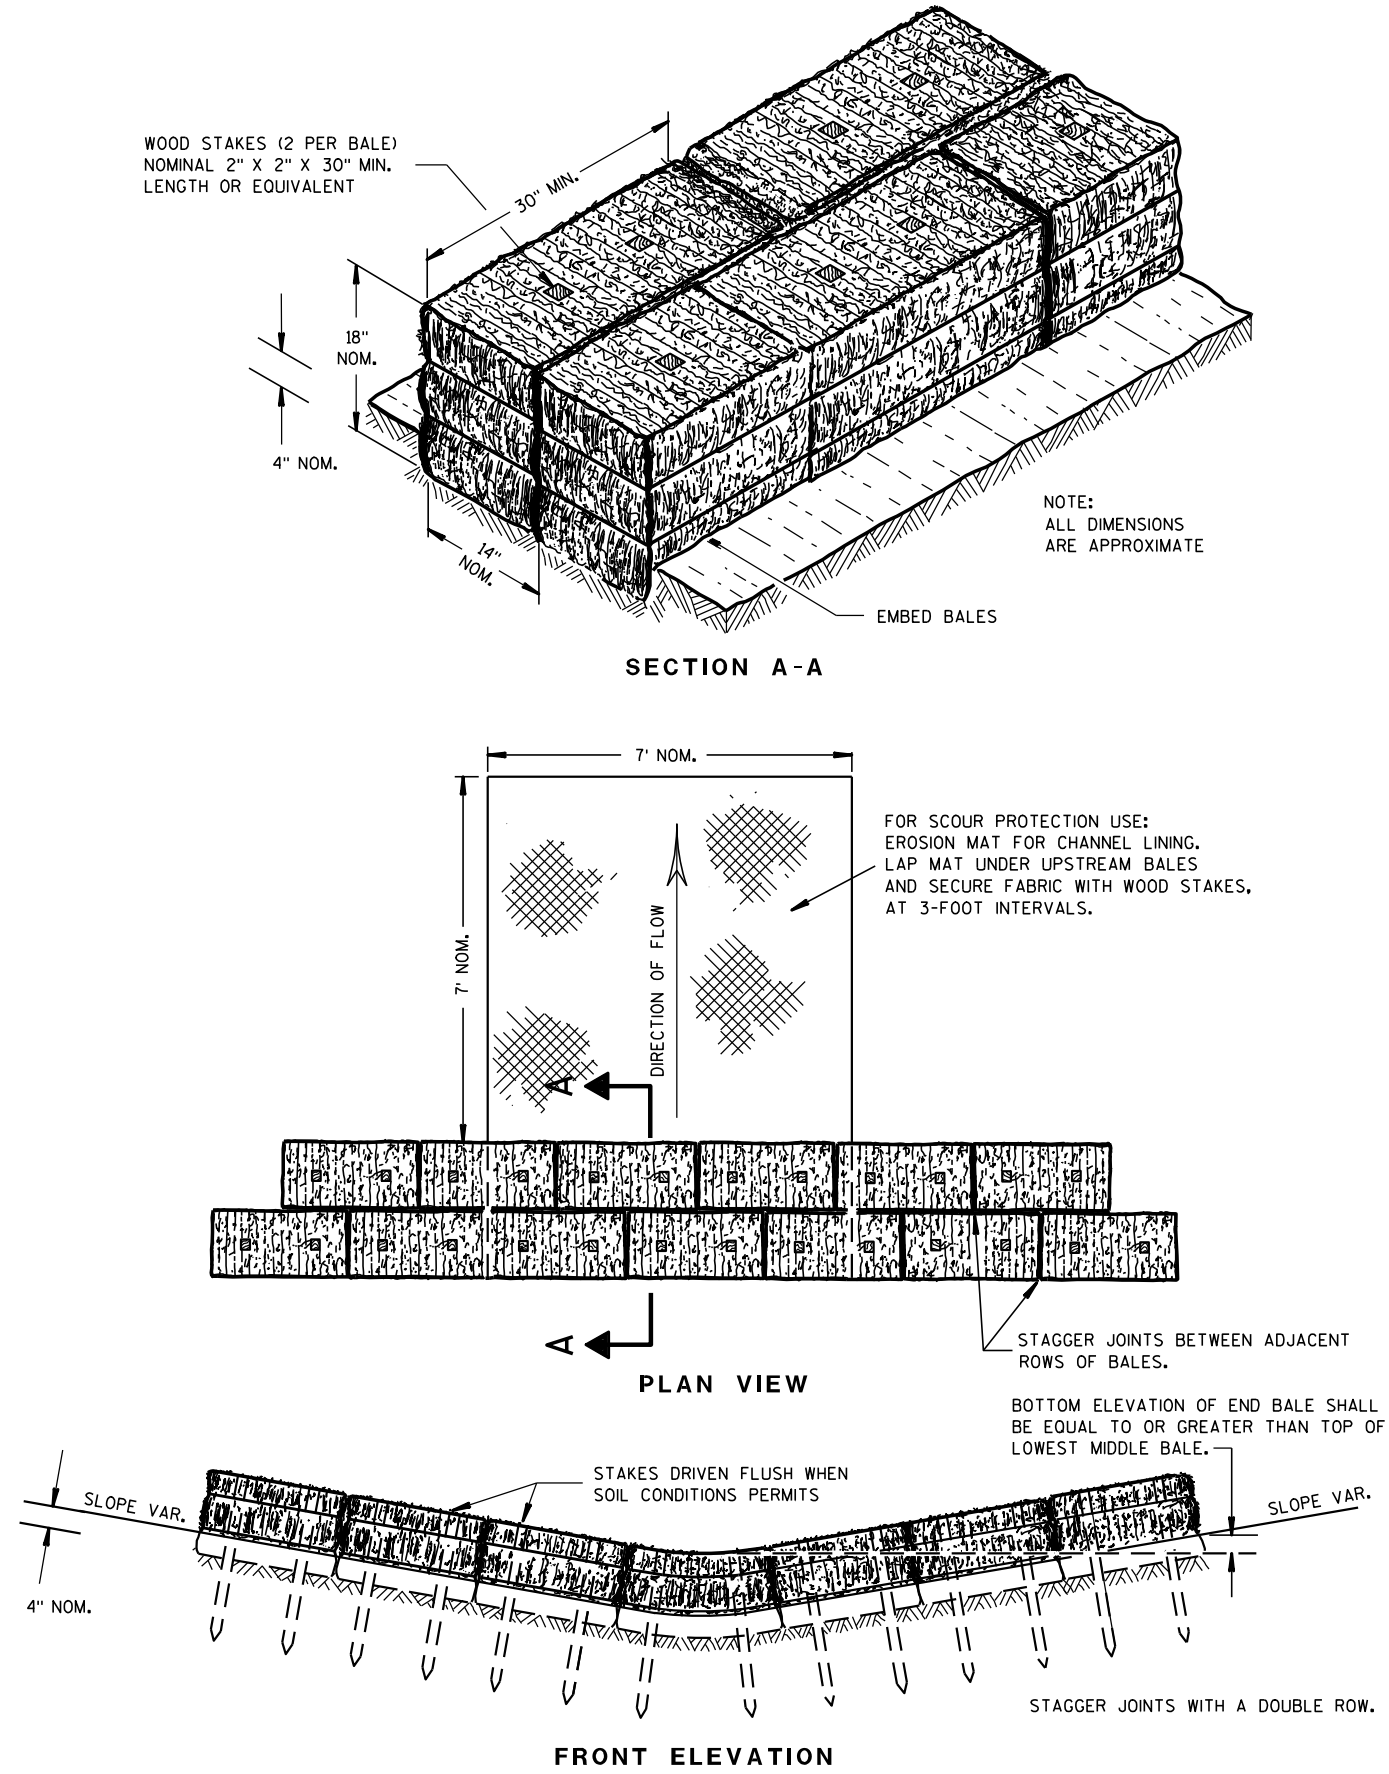 WOOD STAKES (2 PER BALE)
NOMINAL 2" X 2" X 30" MIN.
LENGTH OR EQUIVALENT
30" MIN.
18"
NOM.
4" NOM.
14"
NOM.
NOTE:
ALL DIMENSIONS
ARE APPROXIMATE
EMBED BALES
SECTION A-A
7' NOM.
7' NOM.
DIRECTION OF FLOW
FOR SCOUR PROTECTION USE:
EROSION MAT FOR CHANNEL LINING.
LAP MAT UNDER UPSTREAM BALES
AND SECURE FABRIC WITH WOOD STAKES,
AT 3-FOOT INTERVALS.
A
A
STAGGER JOINTS BETWEEN ADJACENT
ROWS OF BALES.
PLAN VIEW
BOTTOM ELEVATION OF END BALE SHALL
BE EQUAL TO OR GREATER THAN TOP OF
LOWEST MIDDLE BALE.
STAKES DRIVEN FLUSH WHEN
SOIL CONDITIONS PERMITS
SLOPE VAR.
SLOPE VAR.
4" NOM.
STAGGER JOINTS WITH A DOUBLE ROW.
FRONT ELEVATION